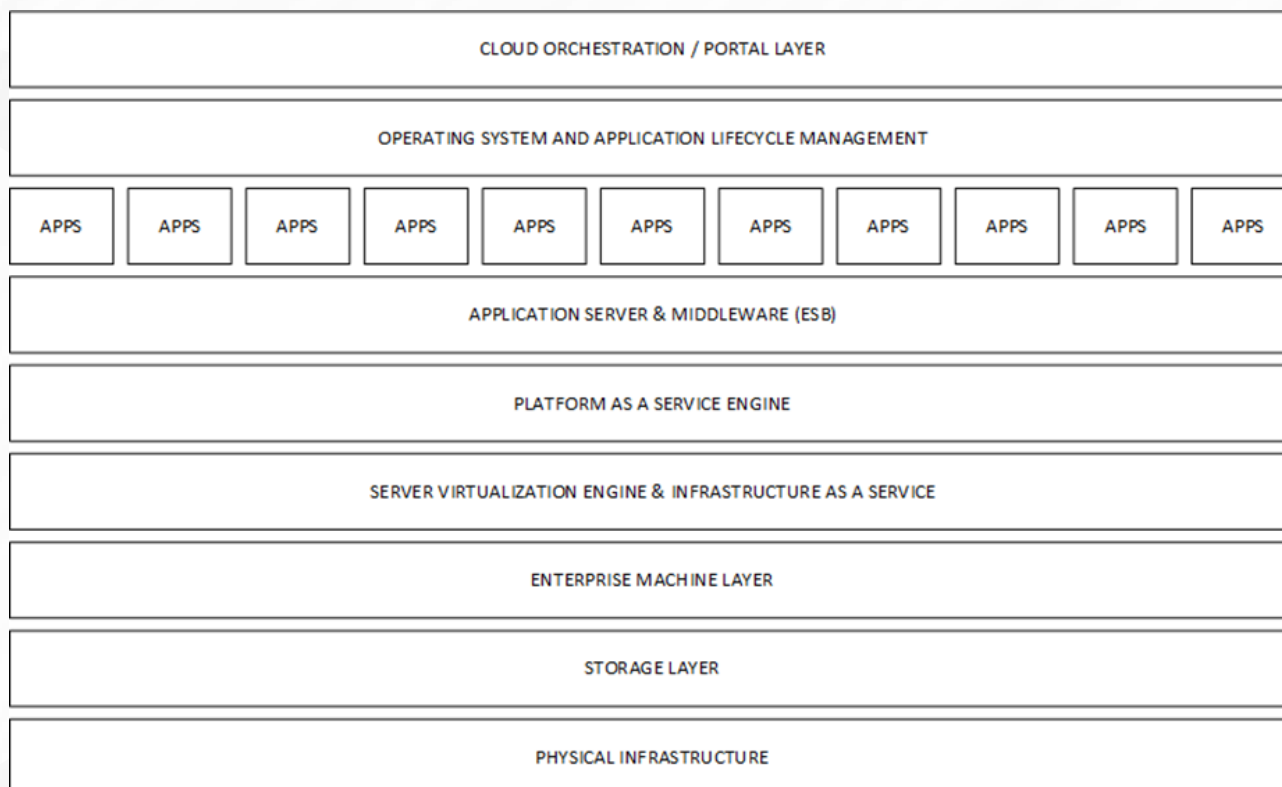 CLOUD ORCHESTRATION / PORTAL LAYER
OPERATING SYSTEM AND APPLICATION LIFECYCLE MANAGEMENT
APPS APPS APPS APPS APPS APPS APPS APPS APPS APPS APPS
APPLICATION SERVER & MIDDLEWARE (ESB)
PLATFORM AS A SERVICE ENGINE
SERVER VIRTUALIZATION ENGINE & INFRASTRUCTURE AS A SERVICE
ENTERPRISE MACHINE LAYER
STORAGE LAYER
PHYSICAL INFRASTRUCTURE